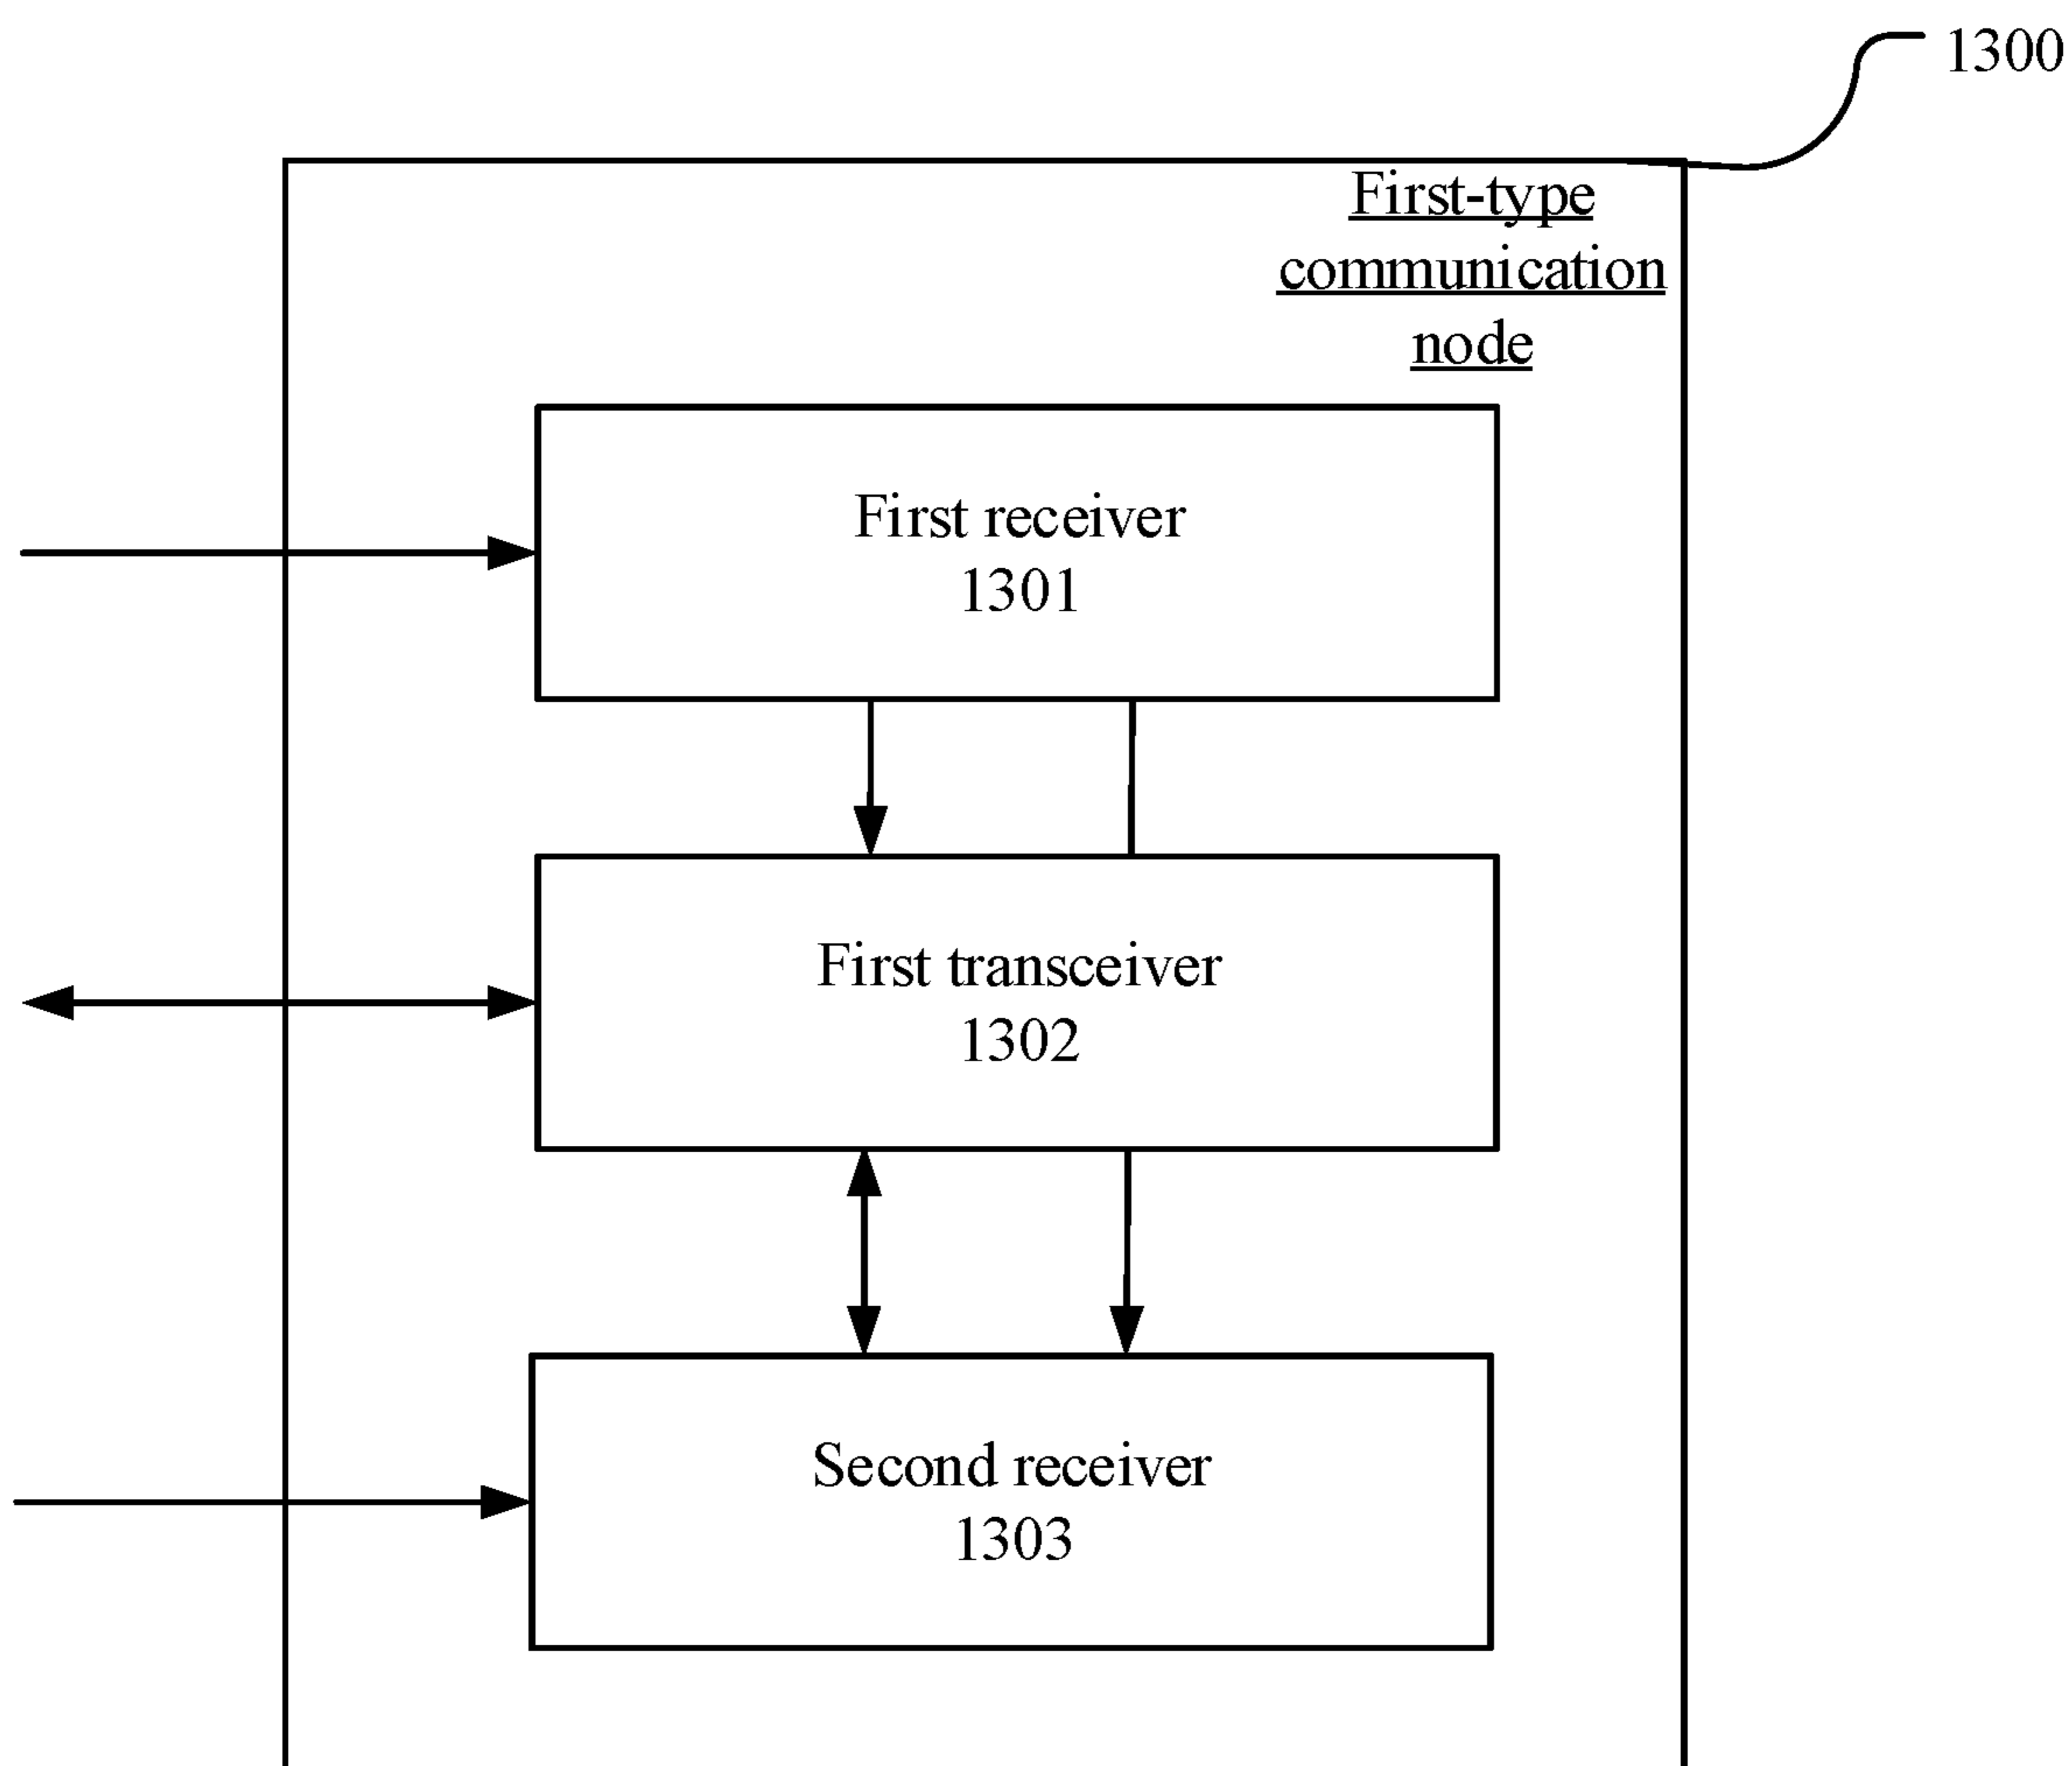 1300
First-type
communication
node
First receiver
1301
First transceiver
1302
Second receiver
1303